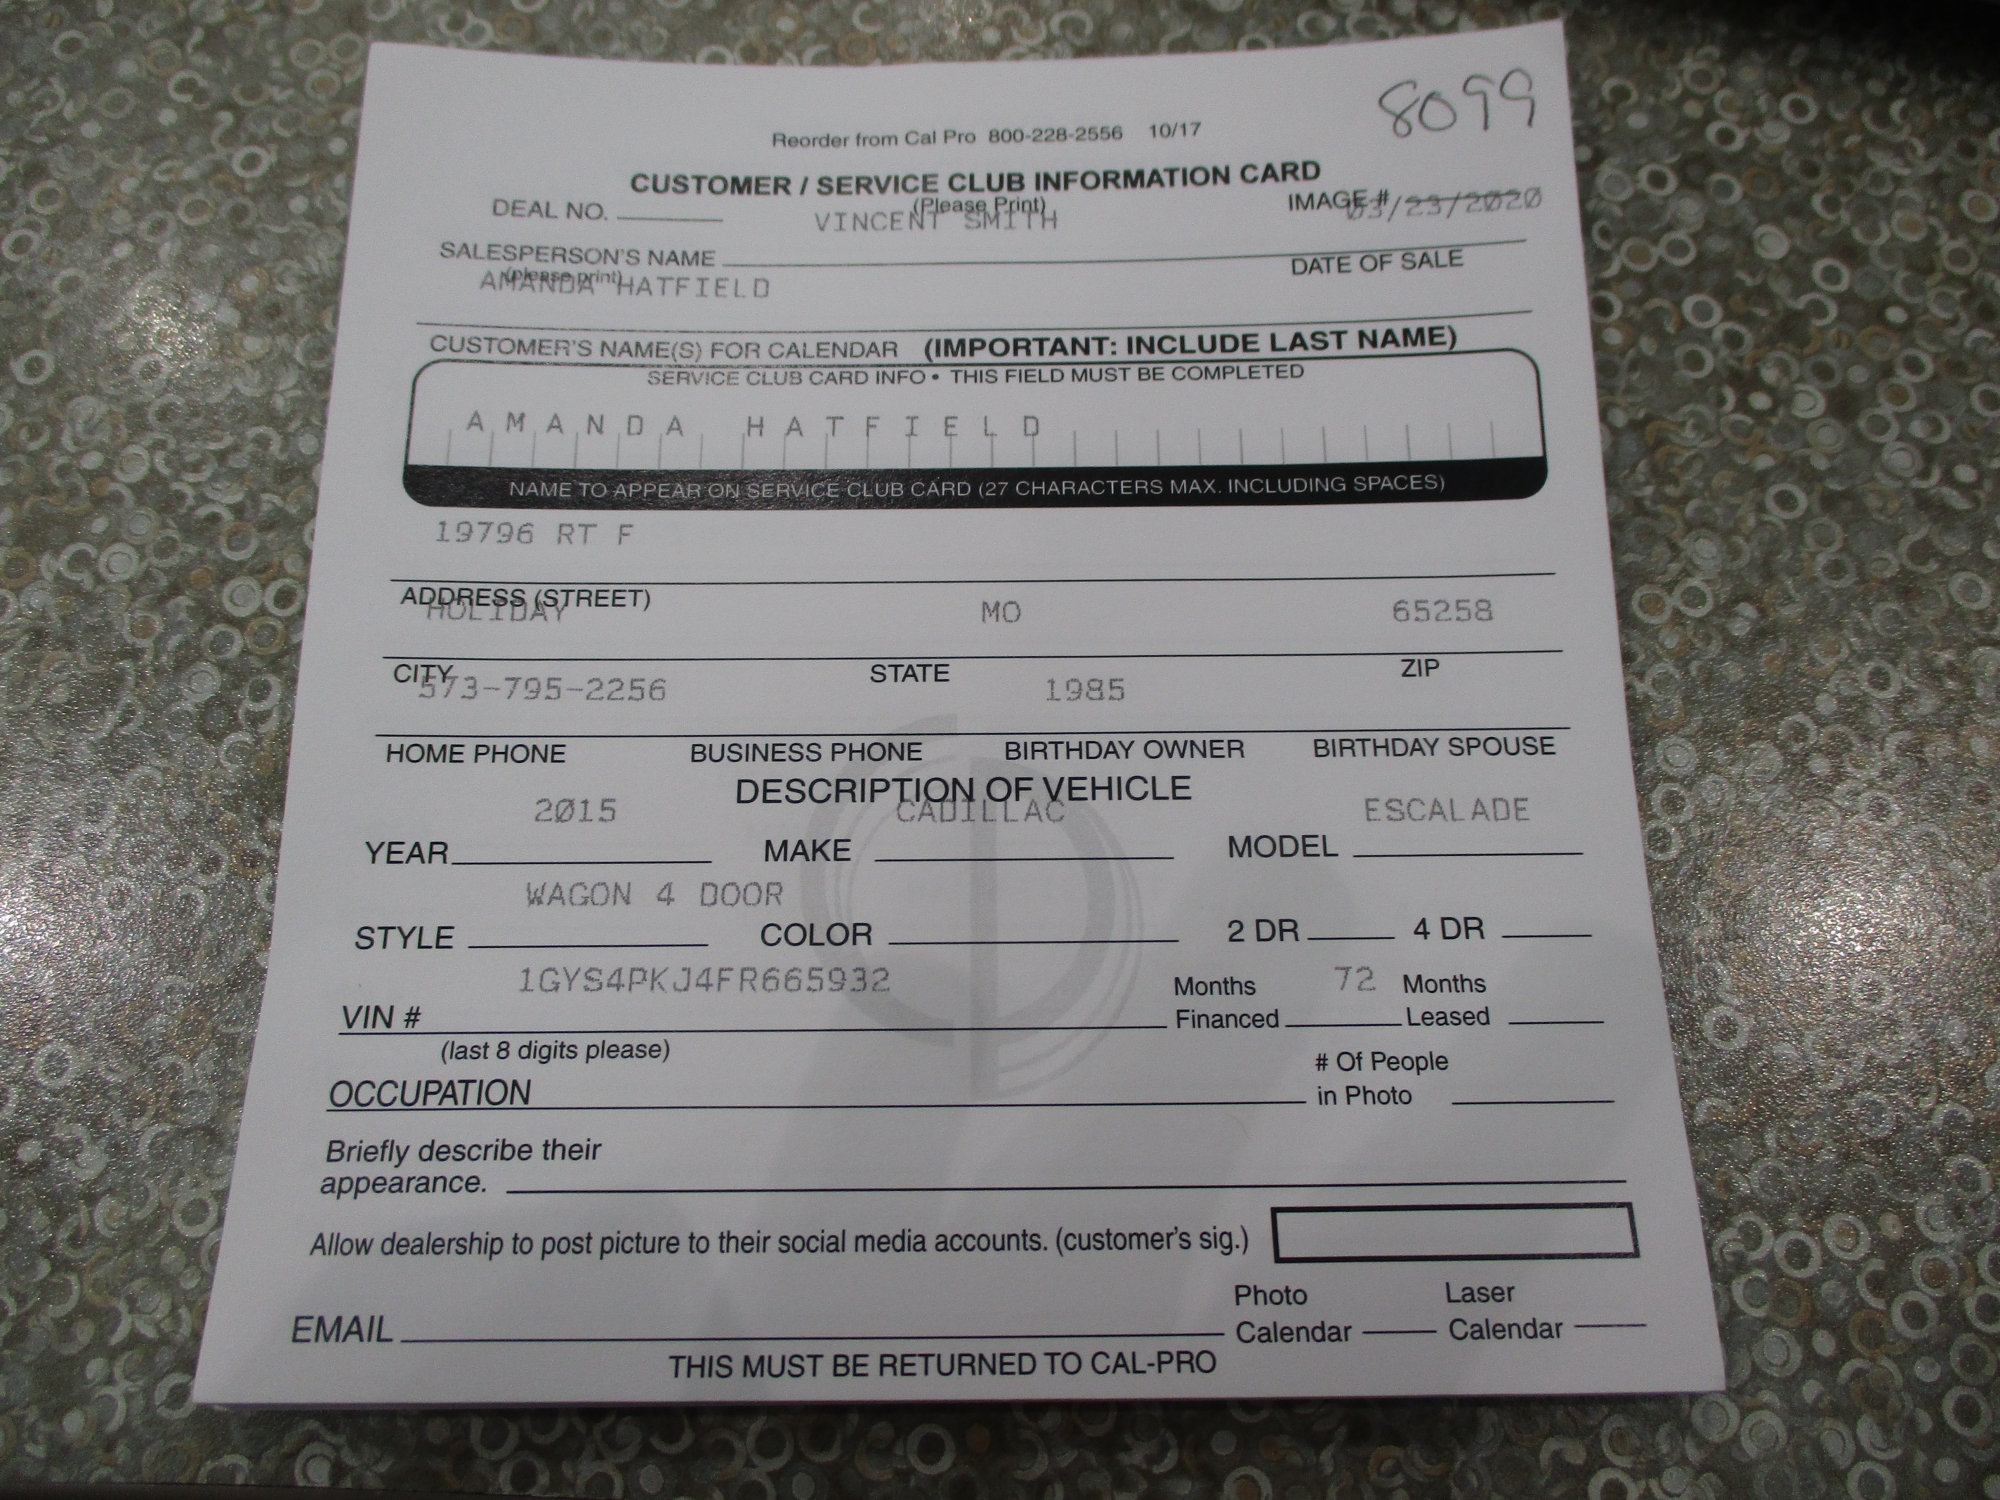 8099
Reorder from Cal Pro 800-228-2556 10/17
CUSTOMER / SERVICE CLUB INFORMATION CARD
(Please Print)
DEAL NO. VINCENT SMITH IMAGE # 03/23/2020
SALESPERSON'S NAME DATE OF SALE
(please print)
AMANDA HATFIELD
CUSTOMER'S NAME(S) FOR CALENDAR (IMPORTANT: INCLUDE LAST NAME)
SERVICE CLUB CARD INFO • THIS FIELD MUST BE COMPLETED
AMANDA HATFIELD
NAME TO APPEAR ON SERVICE CLUB CARD (27 CHARACTERS MAX. INCLUDING SPACES)
19796 RT F
ADDRESS (STREET)
HOLIDAY MO 65258
CITY STATE ZIP
573-795-2256 1985
HOME PHONE BUSINESS PHONE BIRTHDAY OWNER BIRTHDAY SPOUSE
DESCRIPTION OF VEHICLE
2015 CADILLAC ESCALADE
YEAR MAKE MODEL
WAGON 4 DOOR
STYLE COLOR 2 DR 4 DR
1GYS4PKJ4FR665932 Months 72 Months
VIN # Financed Leased
(last 8 digits please)
# Of People
OCCUPATION in Photo
Briefly describe their
appearance.
Allow dealership to post picture to their social media accounts. (customer's sig.)
Photo Laser
EMAIL Calendar Calendar
THIS MUST BE RETURNED TO CAL-PRO